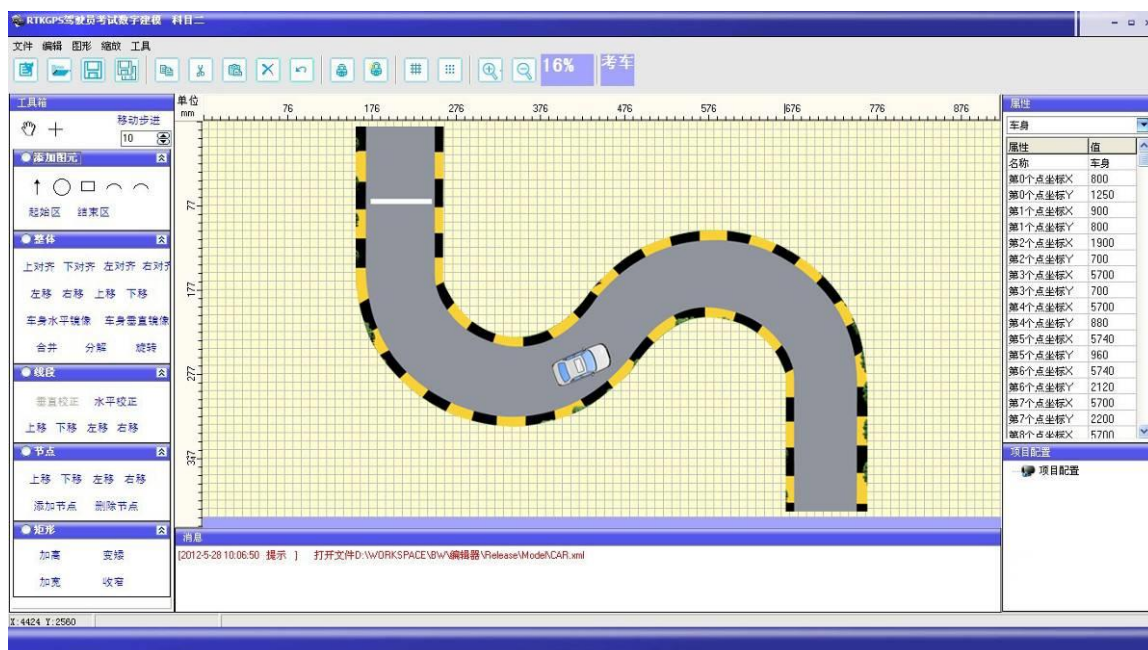 RTKGPS驾驶员考试数字建模 科目二
文件 编辑 图形 缩放 工具
16% 考车
工具箱
移动步进
10
添加图元
起始区 结束区
整体
上对齐 下对齐 左对齐 右对齐
左移 右移 上移 下移
车身水平镜像 车身垂直镜像
合并 分解 旋转
线段
垂直校正 水平校正
上移 下移 左移 右移
节点
上移 下移 左移 右移
添加节点 删除节点
矩形
加高 变矮
加宽 收窄
单位
mm
76 176 276 376 476 576 676 776 876
77
177
277
377
消息
[2012-5-28 10:06:50 提示 ] 打开文件D:\WORKSPACE\BW\编辑器\Release\Model\CAR.xml
属性
车身
属性 值
名称 车身
第0个点坐标X 800
第0个点坐标Y 1250
第1个点坐标X 900
第1个点坐标Y 800
第2个点坐标X 1900
第2个点坐标Y 700
第3个点坐标X 5700
第3个点坐标Y 700
第4个点坐标X 5700
第4个点坐标Y 880
第5个点坐标X 5740
第5个点坐标Y 960
第6个点坐标X 5740
第6个点坐标Y 2120
第7个点坐标X 5700
第7个点坐标Y 2200
第8个点坐标X 5700
项目配置
项目配置
X:4424 Y:2560